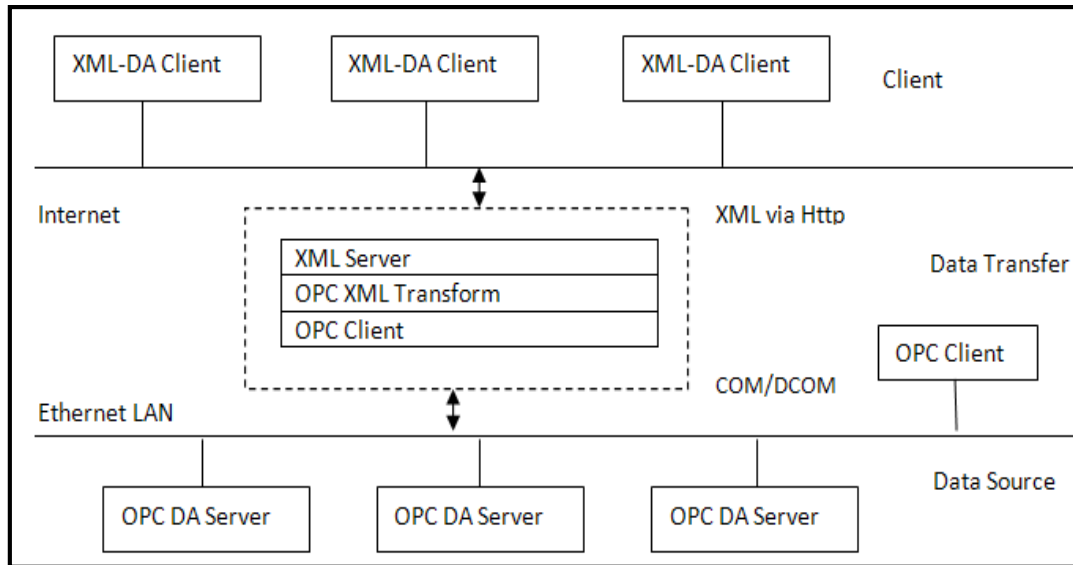 XML-DA Client
XML-DA Client
XML-DA Client
Client
Internet
XML via Http
XML Server
OPC XML Transform
OPC Client
Data Transfer
OPC Client
COM/DCOM
Ethernet LAN
Data Source
OPC DA Server
OPC DA Server
OPC DA Server